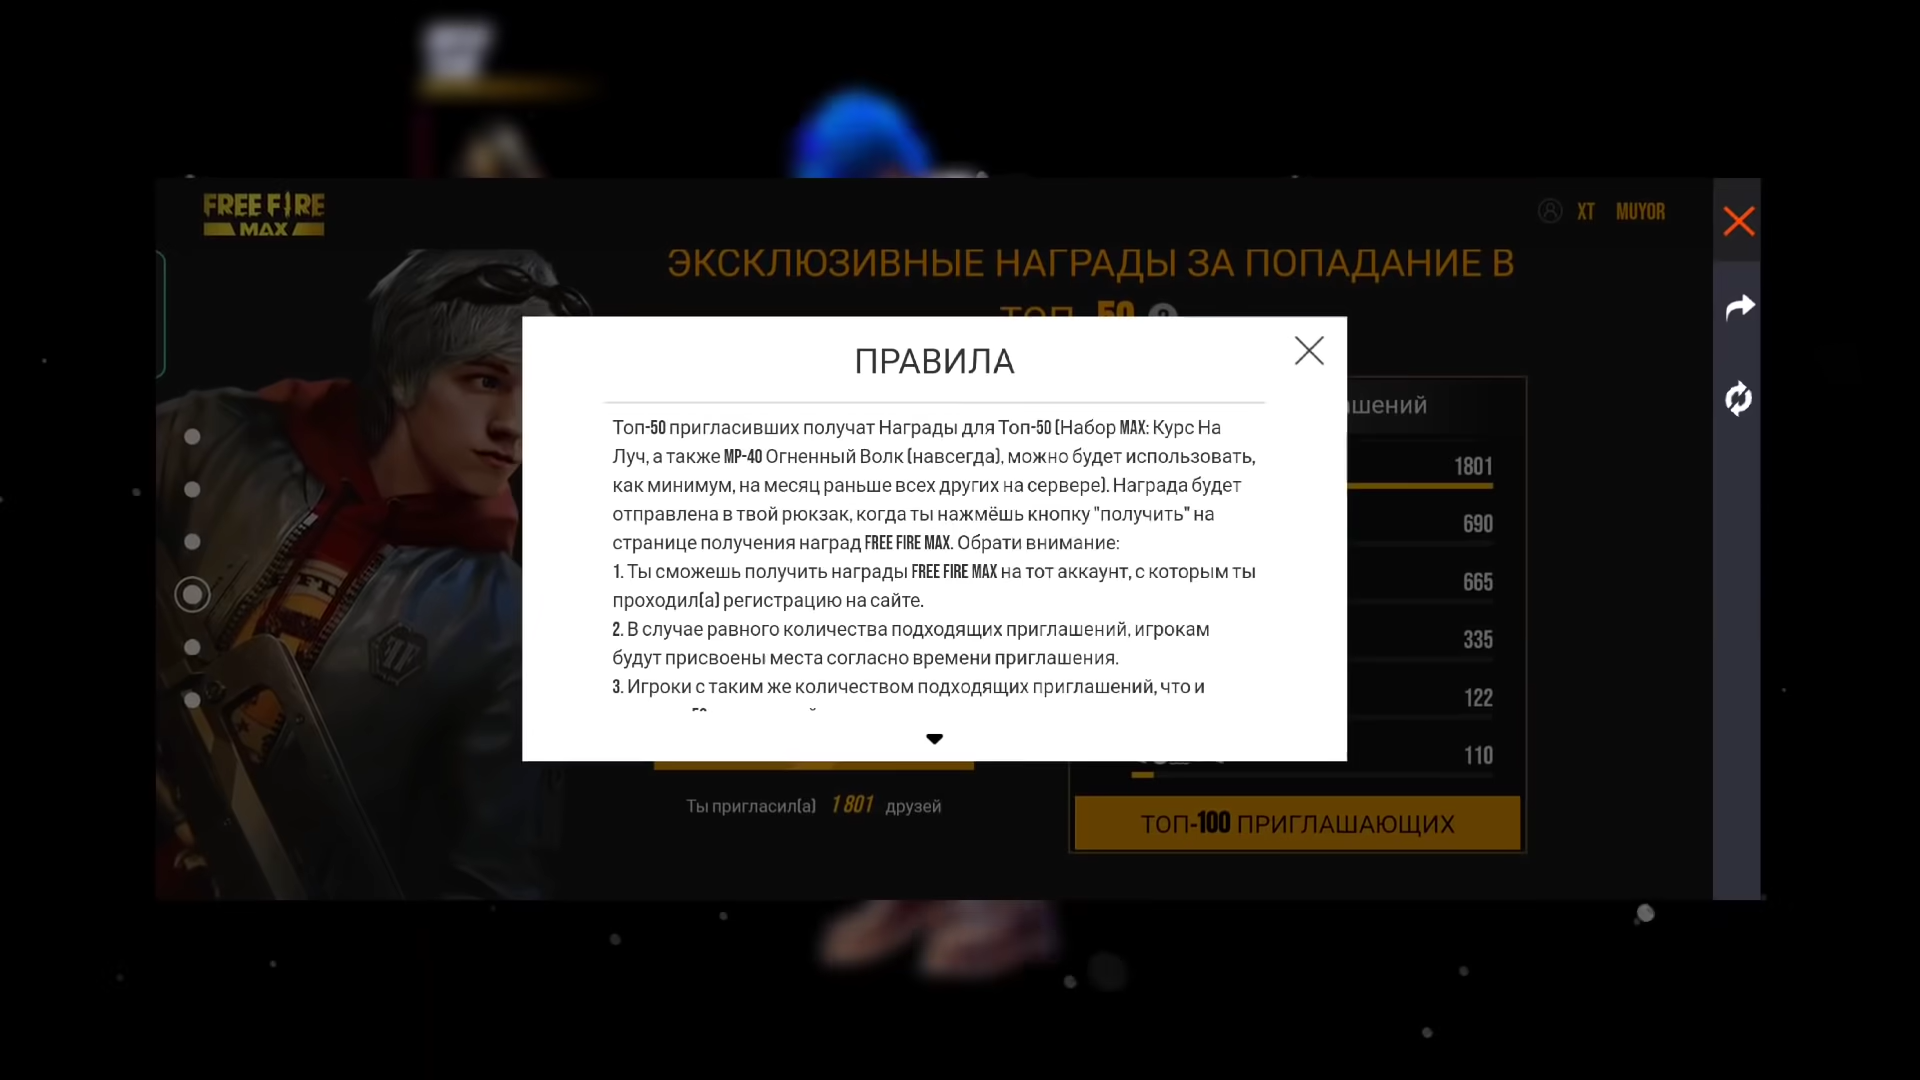 FREE FIRE
MAX
XT MUYOR
ЭКСКЛЮЗИВНЫЕ НАГРАДЫ ЗА ПОПАДАНИЕ В
ТОП-50
ПРАВИЛА
Топ-50 пригласивших получат Награды для Топ-50 (Набор MAX: Курс На
Луч, а также MP-40 Огненный Волк (навсегда), можно будет использовать,
как минимум, на месяц раньше всех других на сервере). Награда будет
отправлена в твой рюкзак, когда ты нажмёшь кнопку "получить" на
странице получения наград FREE FIRE MAX. Обрати внимание:
1. Ты сможешь получить награды FREE FIRE MAX на тот аккаунт, с которым ты
проходил(а) регистрацию на сайте.
2. В случае равного количества подходящих приглашений, игрокам
будут присвоены места согласно времени приглашения.
3. Игроки с таким же количеством подходящих приглашений, что и
ашений
1801
690
665
335
122
110
Ты пригласил(а) 1801 друзей
ТОП-100 ПРИГЛАШАЮЩИХ